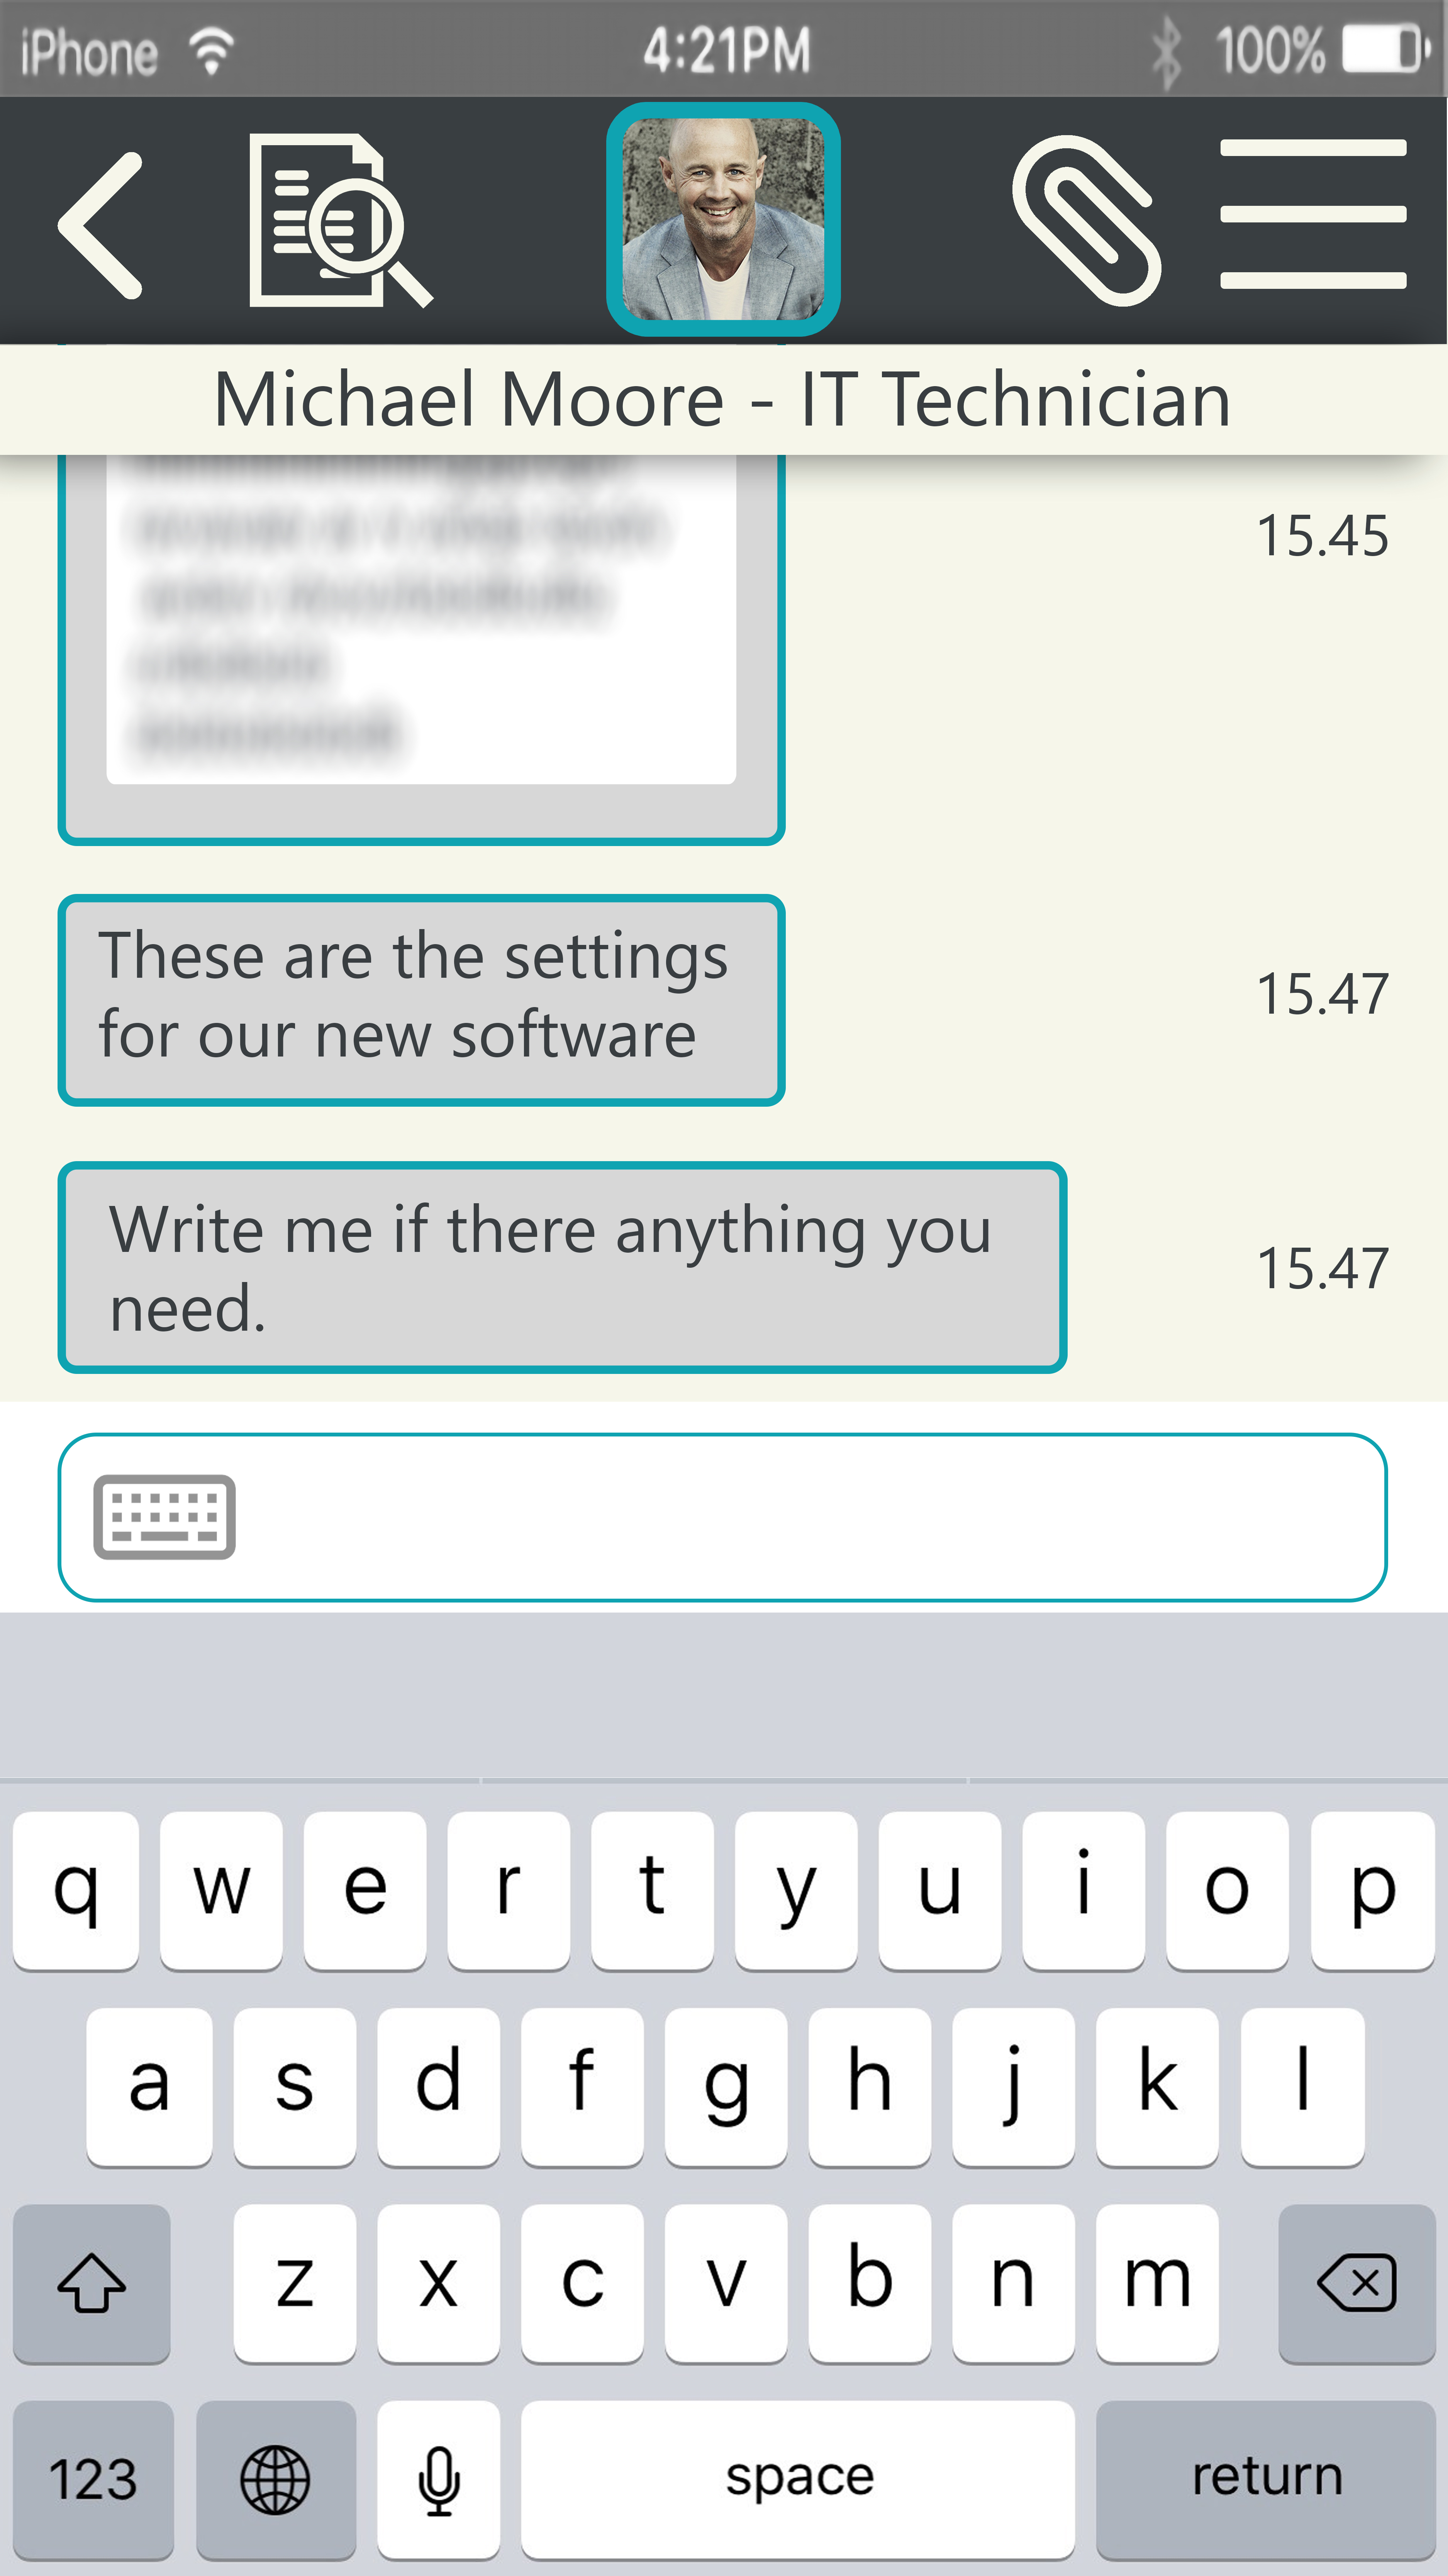 iPhone 4:21PM 100%
Michael Moore - IT Technician
15.45
These are the settings
for our new software
15.47
Write me if there anything you
need.
15.47
q w e r t y u i o p
a s d f g h j k l
z x c v b n m
123 space return